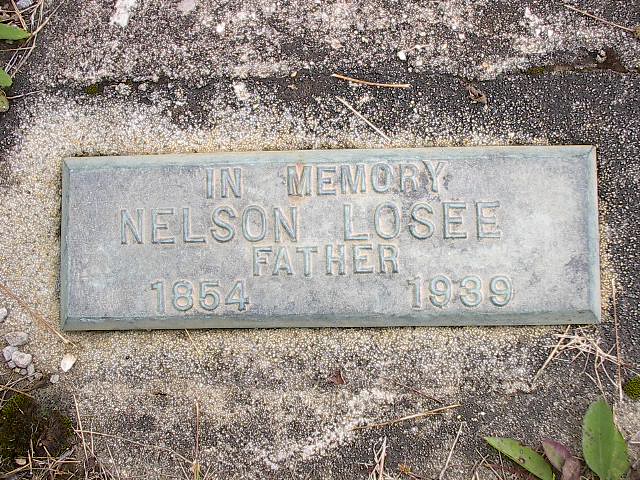 IN MEMORY
NELSON LOSEE
FATHER
1854 1939